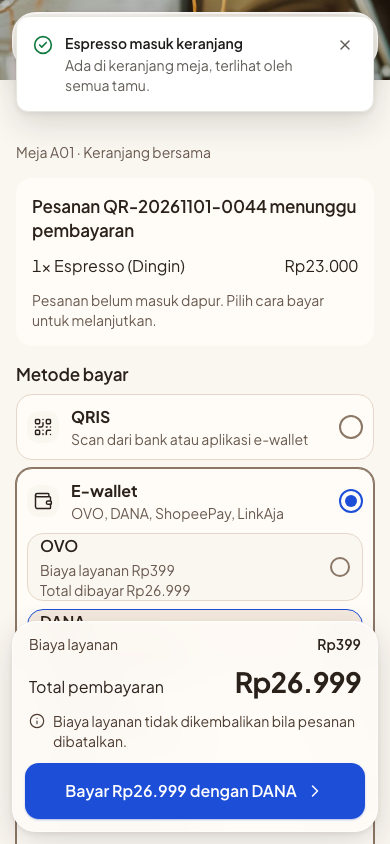 Espresso masuk keranjang
Ada di keranjang meja, terlihat oleh
semua tamu.
Meja A01 · Keranjang bersama
Pesanan QR-20261101-0044 menunggu
pembayaran
1× Espresso (Dingin) Rp23.000
Pesanan belum masuk dapur. Pilih cara bayar
untuk melanjutkan.
Metode bayar
QRIS
Scan dari bank atau aplikasi e-wallet
E-wallet
OVO, DANA, ShopeePay, LinkAja
OVO
Biaya layanan Rp399
Total dibayar Rp26.999
DANA
Biaya layanan Rp399
Total pembayaran Rp26.999
Biaya layanan tidak dikembalikan bila pesanan
dibatalkan.
Bayar Rp26.999 dengan DANA